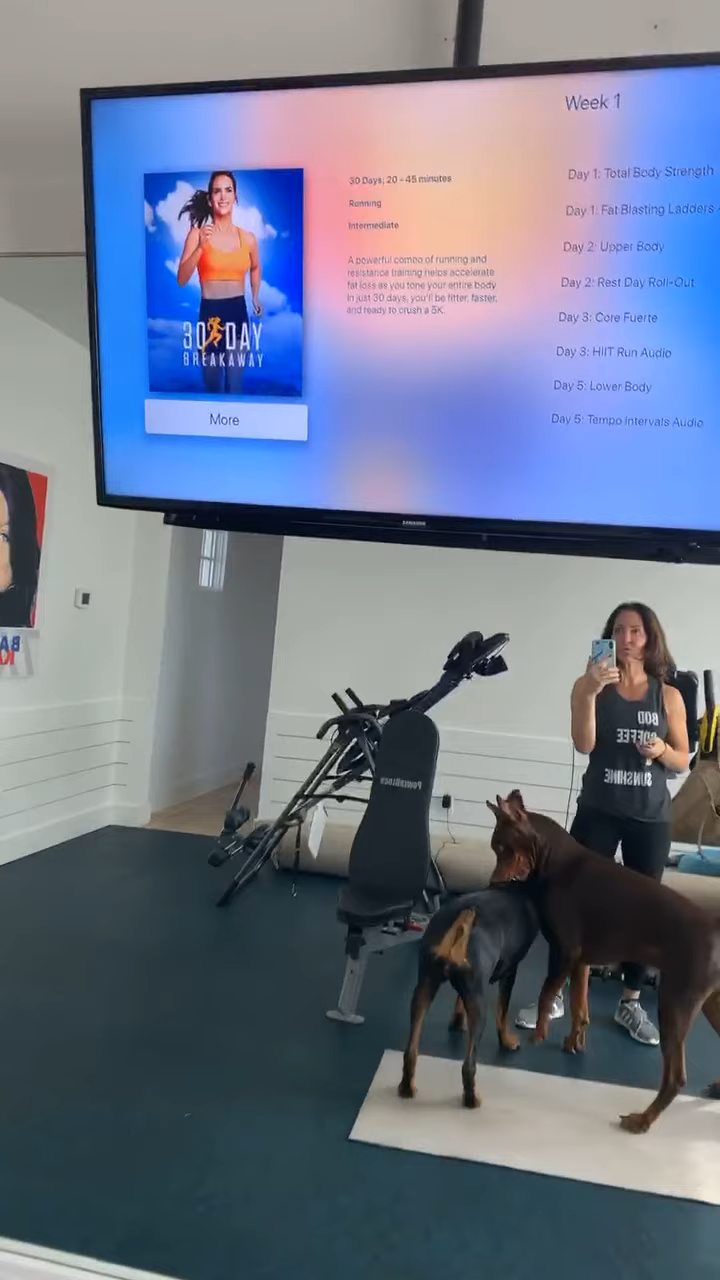 Week 1
30 Days; 20 - 45 minutes
Running
Intermediate
A powerful combo of running and
resistance training helps accelerate
fat loss as you tone your entire body.
In just 30 days, you'll be fitter, faster,
and ready to crush a 5K.
30 DAY
BREAKAWAY
More
Day 1: Total Body Strength
Day 1: Fat Blasting Ladders
Day 2: Upper Body
Day 2: Rest Day Roll-Out
Day 3: Core Fuerte
Day 3: HIIT Run Audio
Day 5: Lower Body
Day 5: Tempo Intervals Audio
SAMSUNG
POWERBLOCK
BOD
COFFEE
SUNSHINE